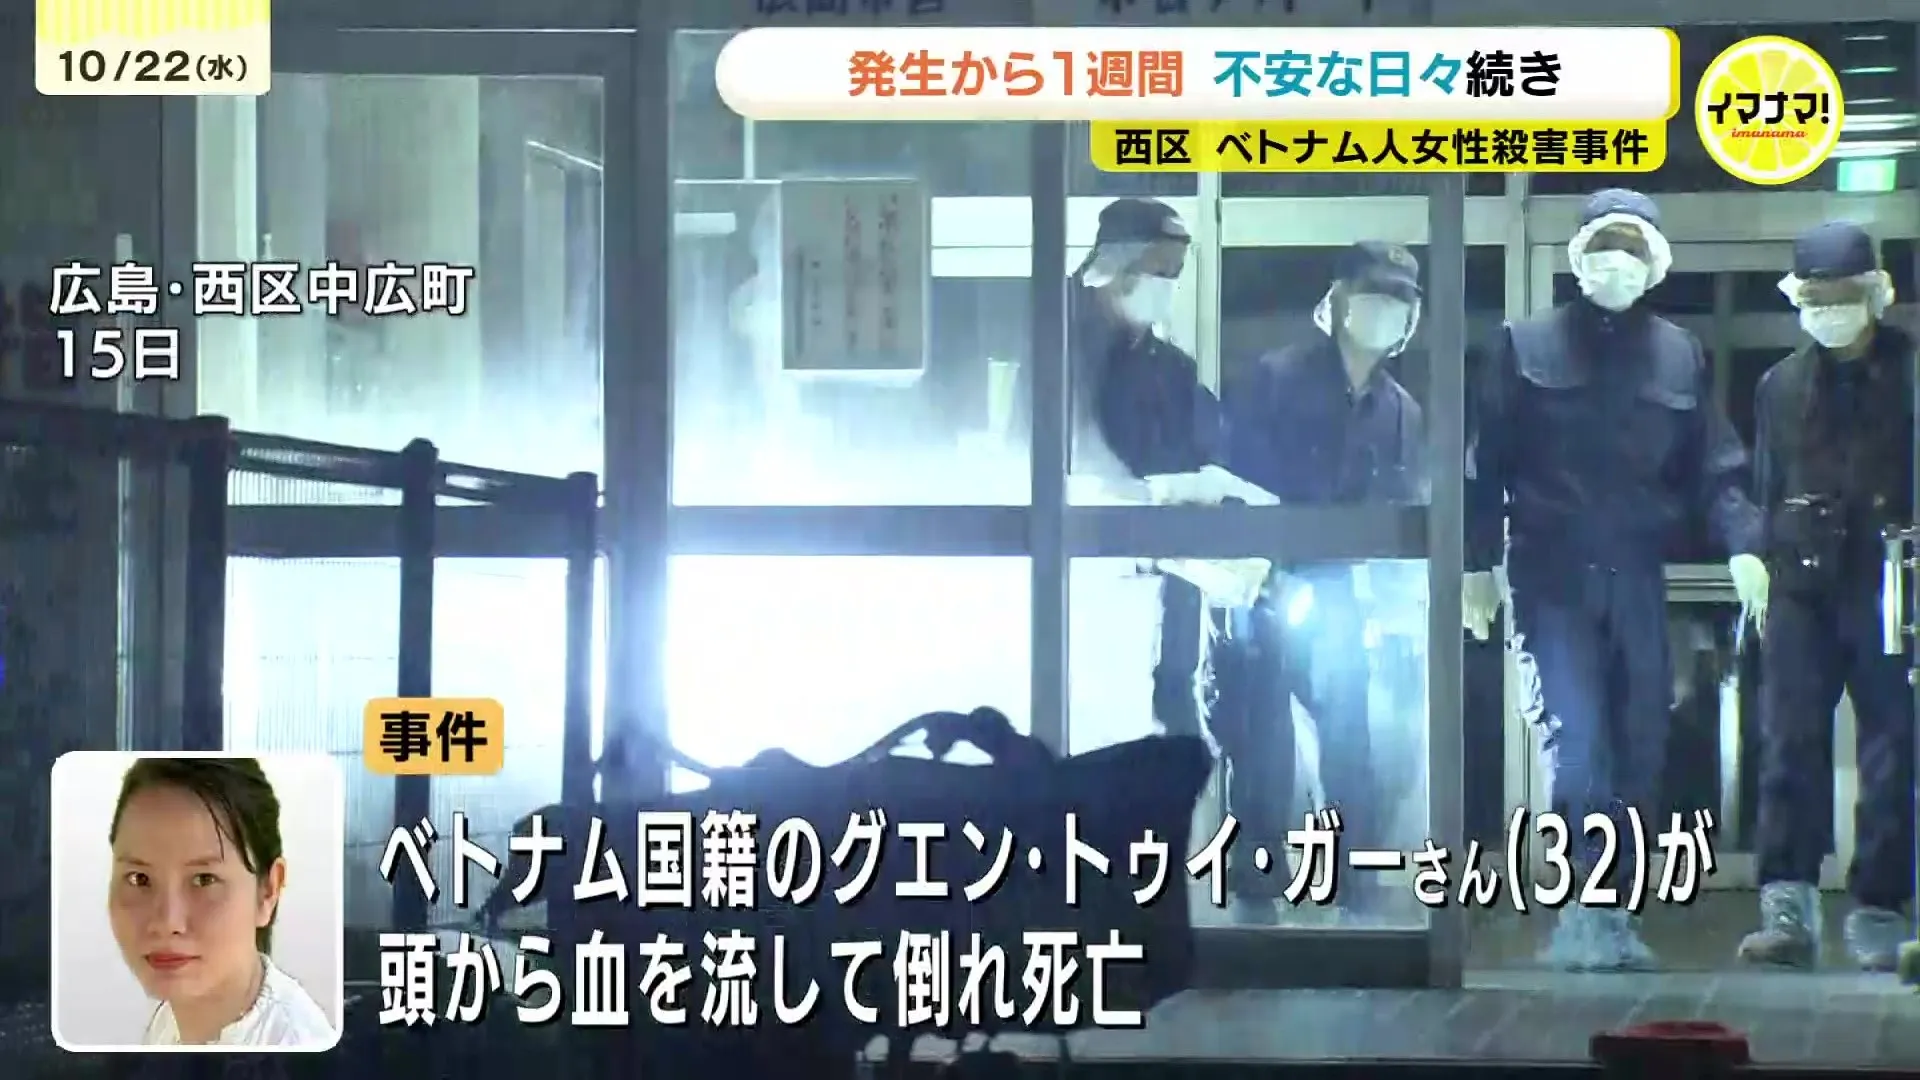 10/22(水)
発生から1週間 不安な日々続き
西区 ベトナム人女性殺害事件
イマナマ!
imanama
広島・西区中広町
15日
事件
ベトナム国籍のグエン・トゥイ・ガーさん(32)が
頭から血を流して倒れ死亡